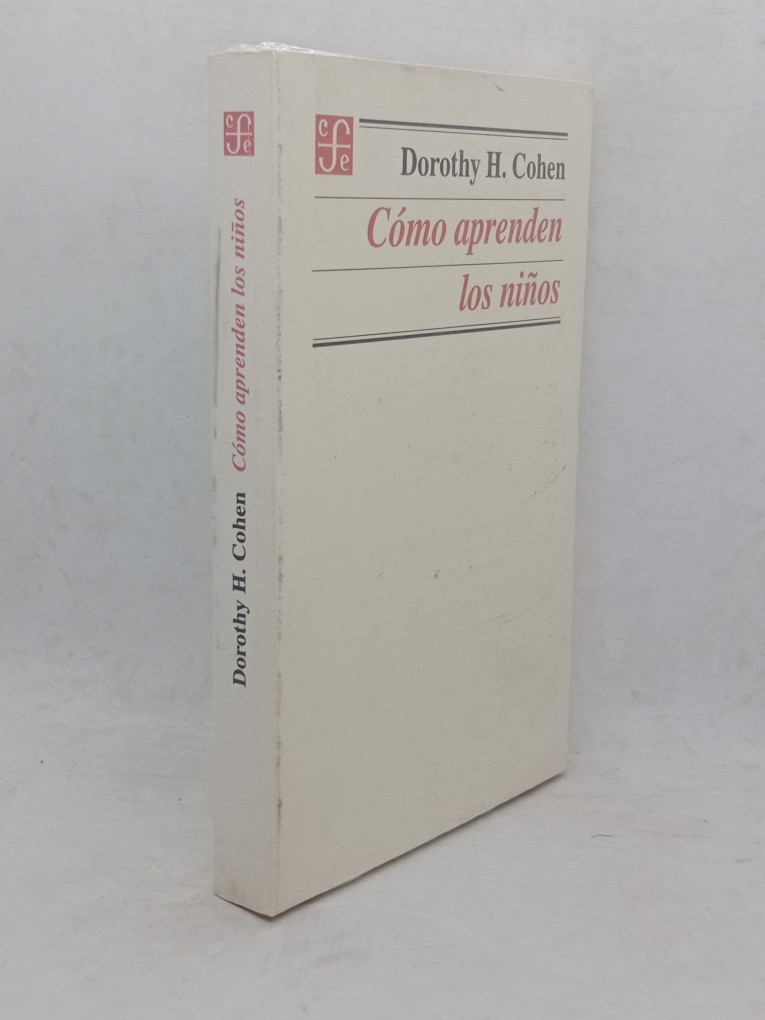 cfe
Dorothy H. Cohen
Cómo aprenden
los niños
cfe
Dorothy H. Cohen Cómo aprenden los niños